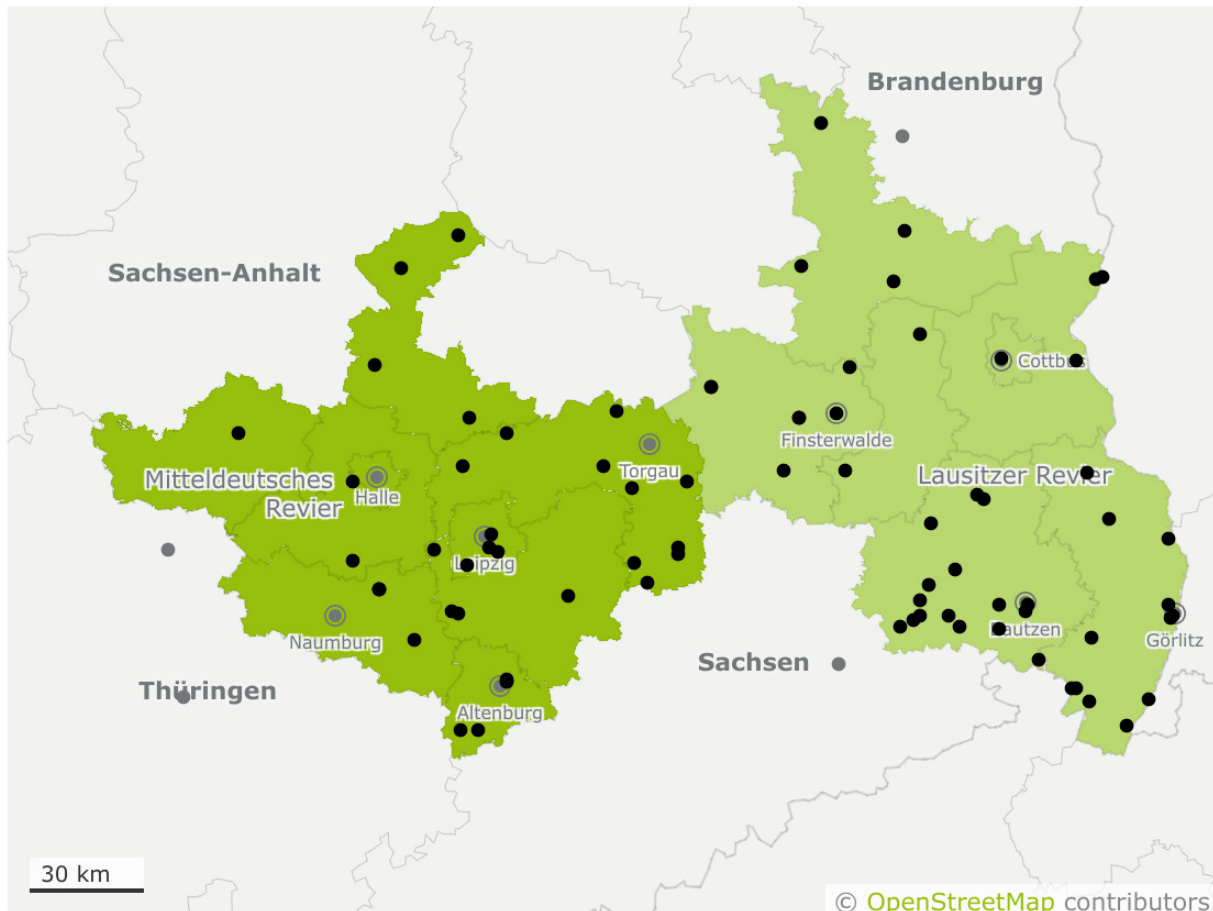 Brandenburg
Sachsen-Anhalt
Cottbus
Finsterwalde
Torgau
Mitteldeutsches
Revier
Halle
Lausitzer Revier
Leipzig
Naumburg
Bautzen
Görlitz
Sachsen
Thüringen
Altenburg
30 km
© OpenStreetMap contributors